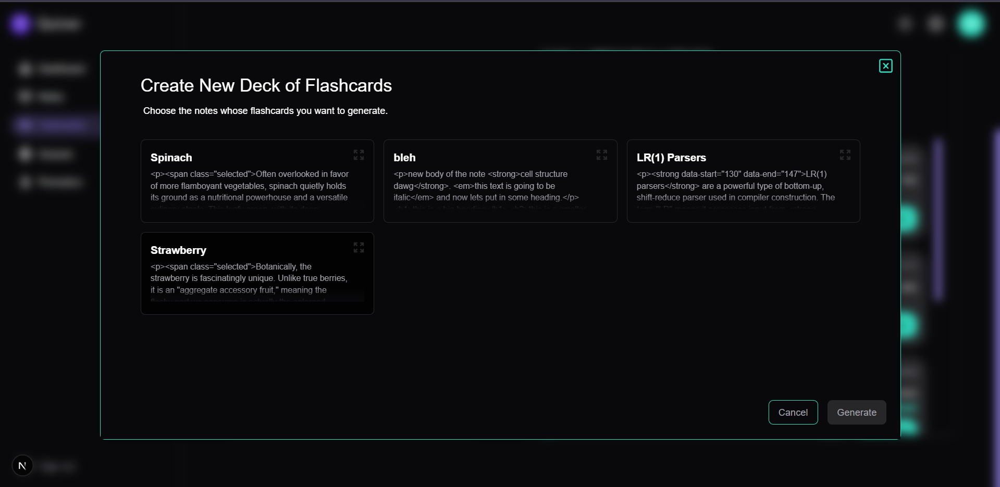 Create New Deck of Flashcards
Choose the notes whose flashcards you want to generate.
Spinach
<p><span class="selected">Often overlooked in favor
of more flamboyant vegetables, spinach quietly holds
its ground as a nutritional powerhouse and a versatile
bleh
<p>new body of the note <strong>cell structure
dawg</strong>. <em>this text is going to be
italic</em> and now lets put in some heading.</p>
LR(1) Parsers
<p><strong data-start="130" data-end="147">LR(1)
parsers</strong> are a powerful type of bottom-up,
shift-reduce parser used in compiler construction. The
Strawberry
<p><span class="selected">Botanically, the
strawberry is fascinatingly unique. Unlike true berries,
it is an "aggregate accessory fruit," meaning the
Cancel
Generate
N